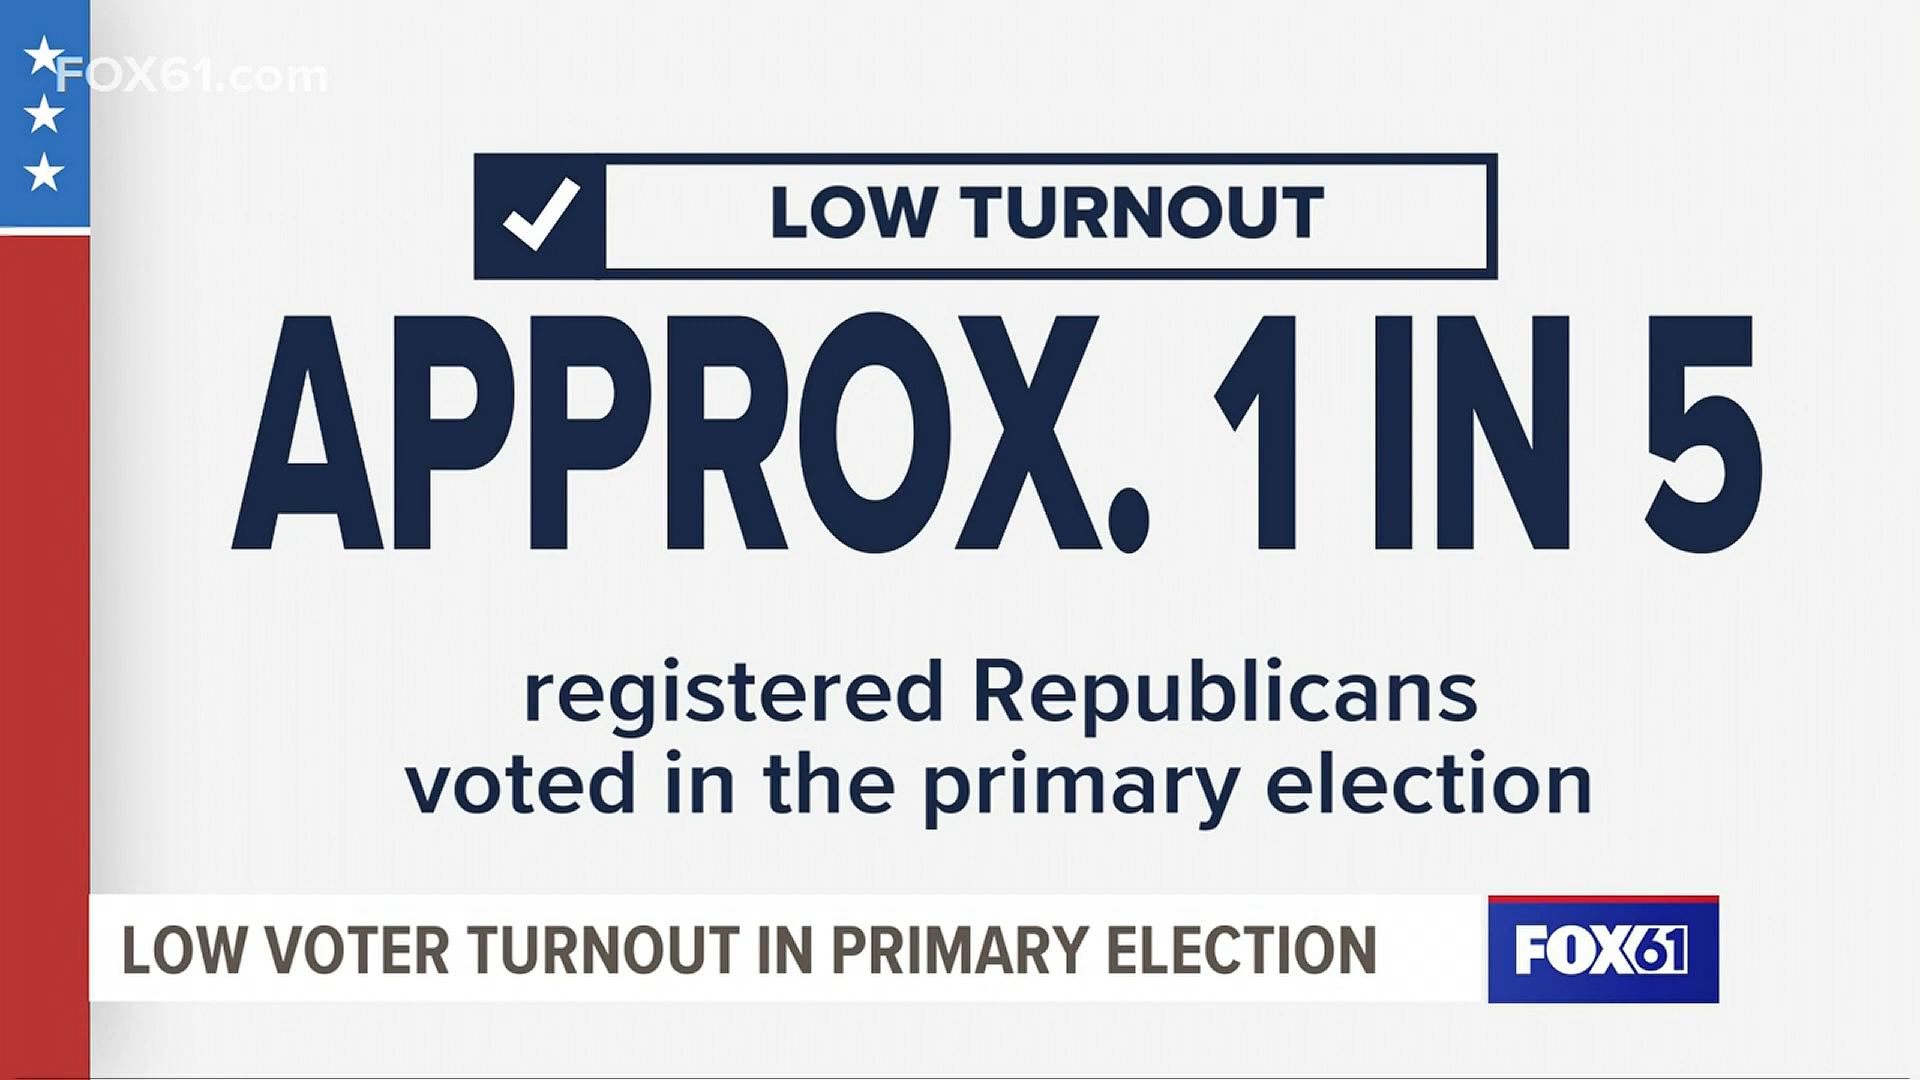 FOX61.com
LOW TURNOUT
APPROX. 1 IN 5
registered Republicans
voted in the primary election
LOW VOTER TURNOUT IN PRIMARY ELECTION
FOX61